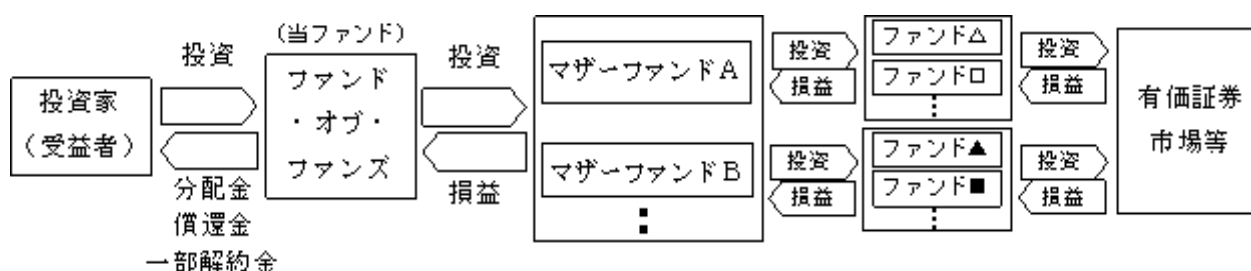 投資家
(受益者)
投資
分配金
償還金
一部解約金
(当ファンド)
ファンド
・オブ・
ファンズ
投資
損益
マザーファンドA
マザーファンドB
投資
損益
投資
損益
ファンド△
ファンド□
ファンド▲
ファンド■
投資
損益
投資
損益
有価証券
市場等